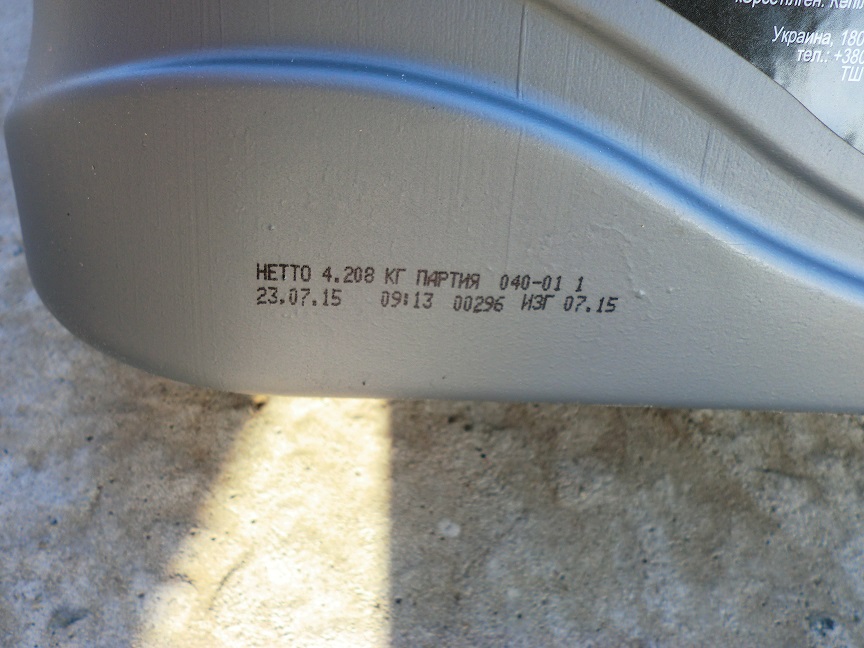 Украина, 180
тел.: +380
ТШ
НЕТТО 4.208 КГ ПАРТИЯ 040-01 1
23.07.15 09:13 00296 ИЗГ 07.15